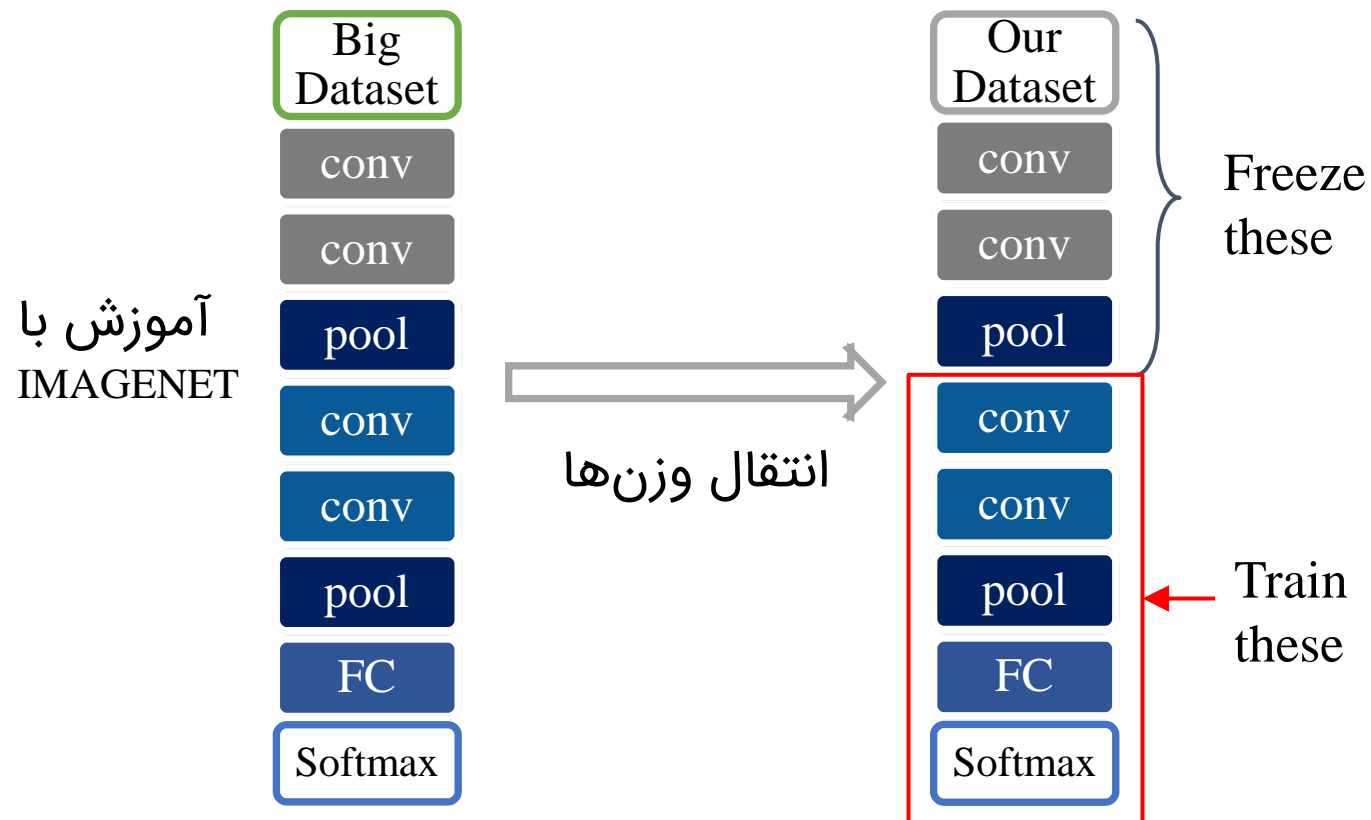 Big
Dataset
conv
conv
pool
conv
conv
pool
FC
Softmax
آموزش با
IMAGENET
انتقال وزن‌ها
Our
Dataset
conv
conv
pool
conv
conv
pool
FC
Softmax
Freeze
these
Train
these